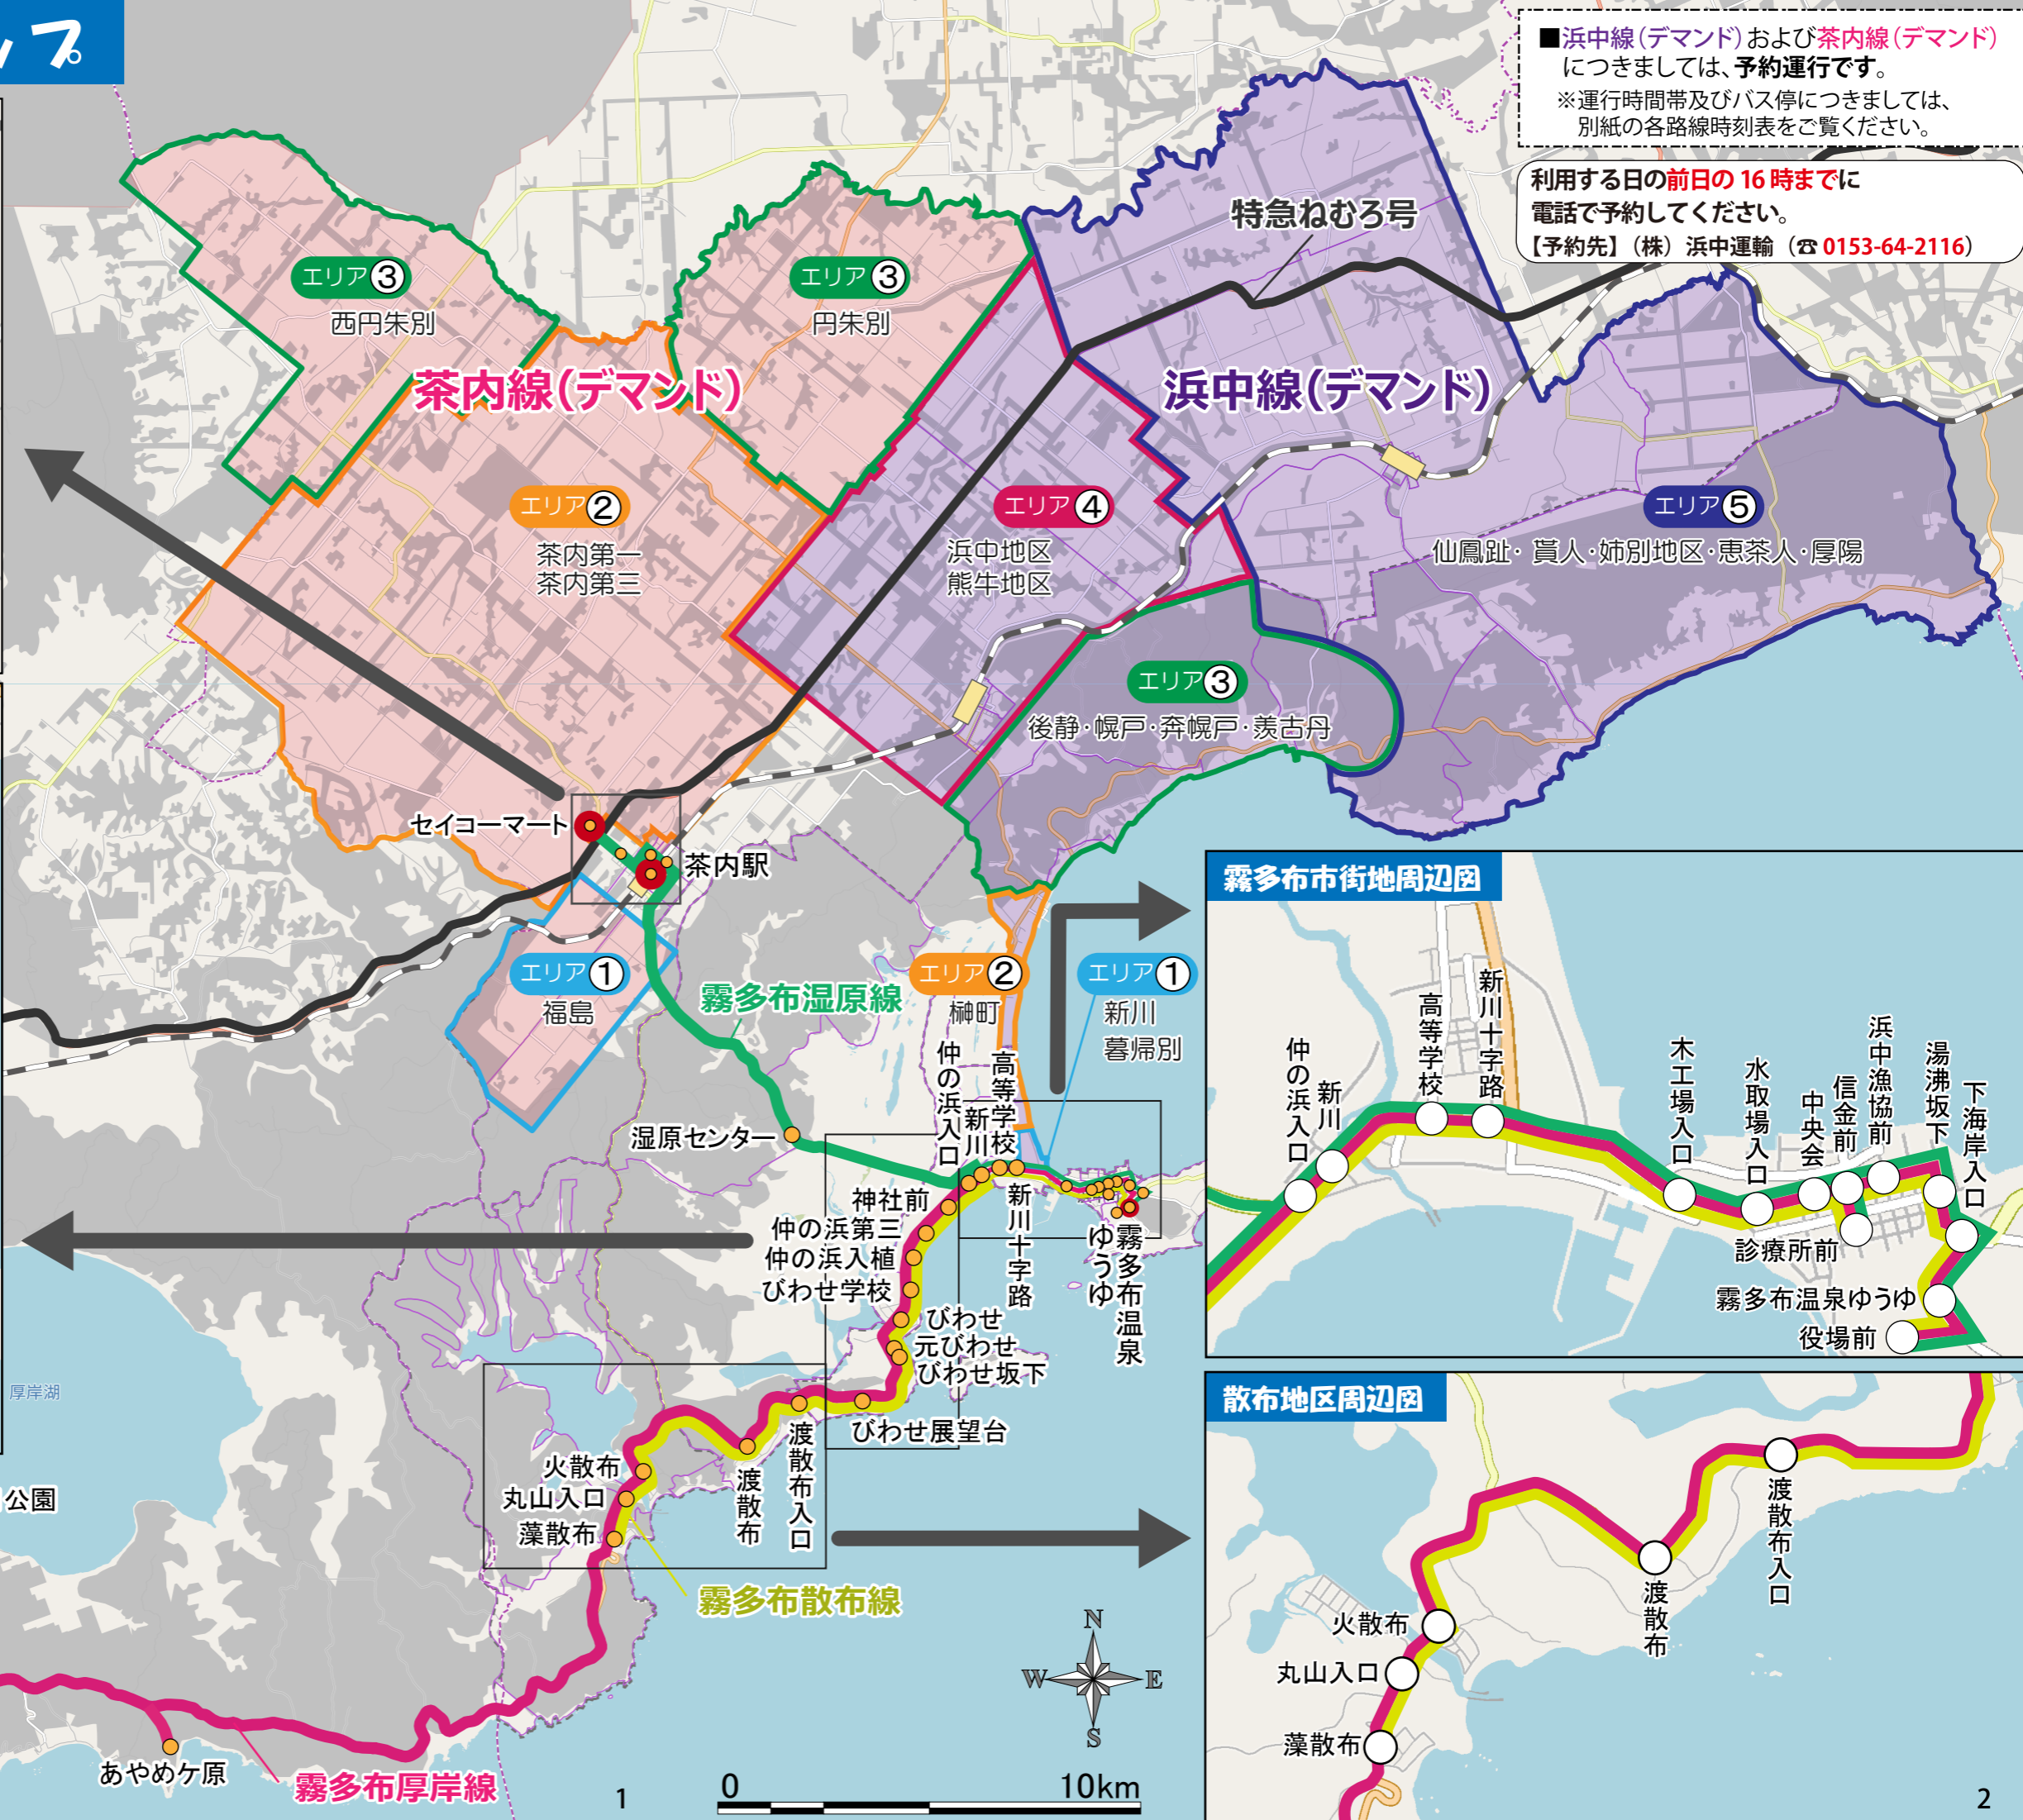 ップ
■浜中線（デマンド）および茶内線（デマンド）
につきましては、予約運行です。
※運行時間帯及びバス停につきましては、
別紙の各路線時刻表をご覧ください。
利用する日の前日の 16 時までに
電話で予約してください。
【予約先】（株）浜中運輸（☎ 0153-64-2116）
特急ねむろ号
エリア③
西円朱別
エリア③
円朱別
茶内線（デマンド）
浜中線（デマンド）
エリア②
茶内第一
茶内第三
エリア④
浜中地区
熊牛地区
エリア⑤
仙鳳趾・貰人・姉別地区・恵茶人・厚陽
エリア③
後静・幌戸・奔幌戸・羨古丹
セイコーマート
茶内駅
エリア①
福島
霧多布湿原線
エリア②
榊町
エリア①
新川
暮帰別
湿原センター
仲の浜入口
新川
高等学校
新川十字路
霧多布温泉
ゆうゆ
神社前
仲の浜第三
仲の浜入植
びわせ学校
びわせ
元びわせ
びわせ坂下
びわせ展望台
渡散布入口
渡散布
火散布
丸山入口
藻散布
霧多布散布線
厚岸湖
公園
あやめケ原
霧多布厚岸線
N
W
E
S
0
10km
1
霧多布市街地周辺図
仲の浜入口
新川
高等学校
新川十字路
木工場入口
水取場入口
中央会
信金前
浜中漁協前
湯沸坂下
下海岸入口
診療所前
霧多布温泉ゆうゆ
役場前
散布地区周辺図
渡散布入口
渡散布
火散布
丸山入口
藻散布
2